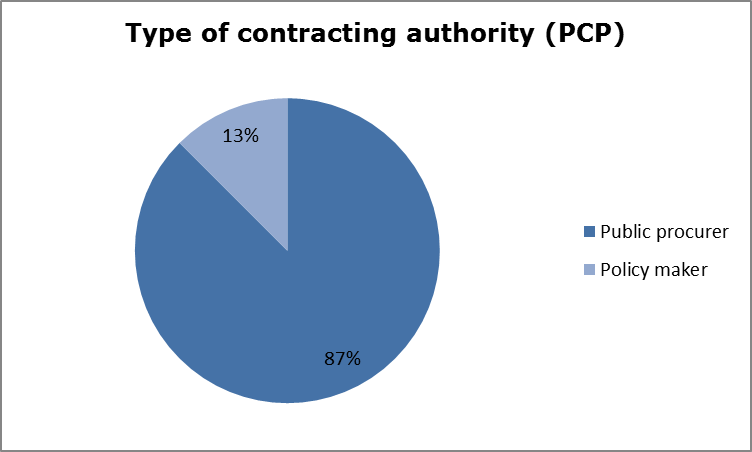 Type of contracting authority (PCP)
13%
Public procurer
Policy maker
87%